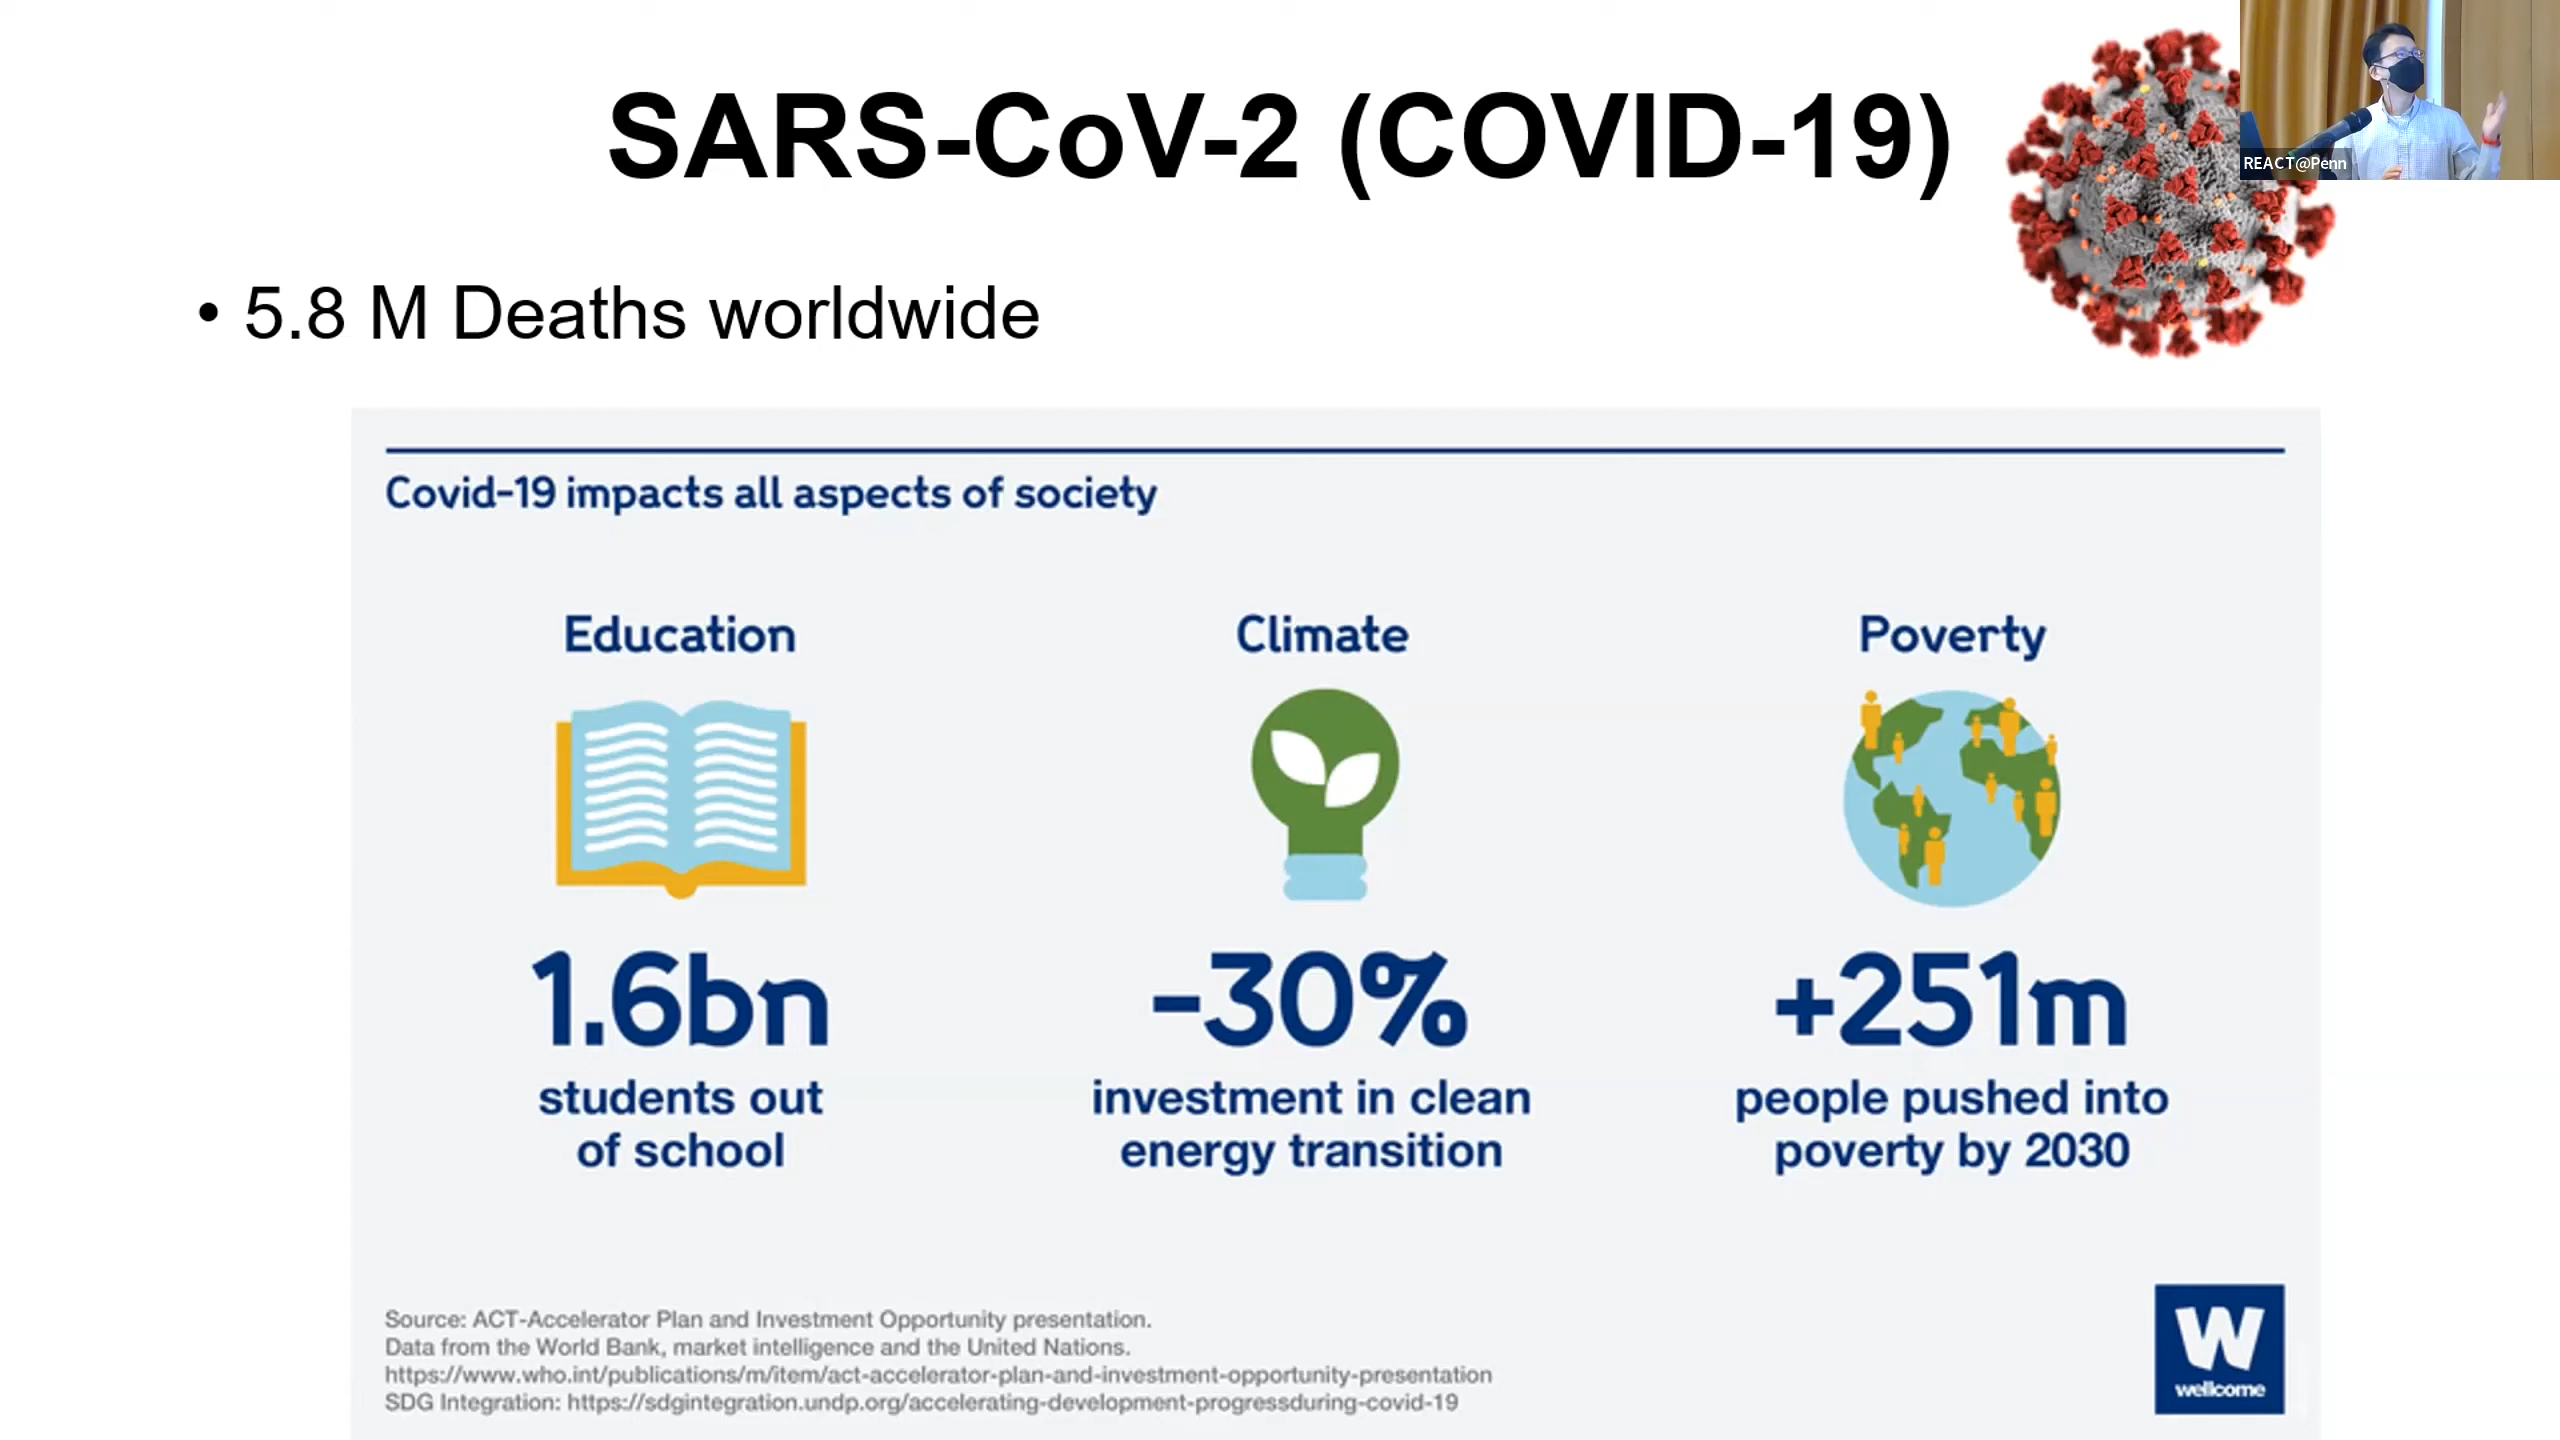 SARS-CoV-2 (COVID-19)
REACT@Penn
• 5.8 M Deaths worldwide
Covid-19 impacts all aspects of society
Education
1.6bn
students out
of school
Climate
-30%
investment in clean
energy transition
Poverty
+251m
people pushed into
poverty by 2030
Source: ACT-Accelerator Plan and Investment Opportunity presentation.
Data from the World Bank, market intelligence and the United Nations.
https://www.who.int/publications/m/item/act-accelerator-plan-and-investment-opportunity-presentation
SDG Integration: https://sdgintegration.undp.org/accelerating-development-progressduring-covid-19
W
wellcome